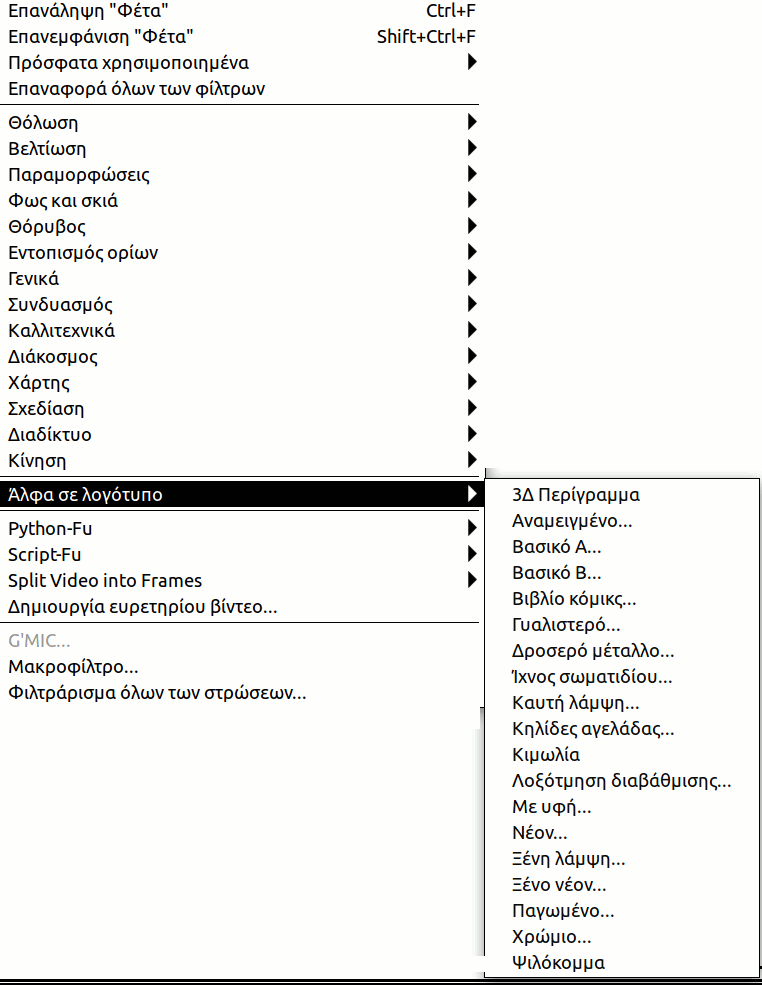 Επανάληψη "Φέτα" Ctrl+F
Επανεμφάνιση "Φέτα" Shift+Ctrl+F
Πρόσφατα χρησιμοποιημένα
Επαναφορά όλων των φίλτρων
Θόλωση
Βελτίωση
Παραμορφώσεις
Φως και σκιά
Θόρυβος
Εντοπισμός ορίων
Γενικά
Συνδυασμός
Καλλιτεχνικά
Διάκοσμος
Χάρτης
Σχεδίαση
Διαδίκτυο
Κίνηση
Άλφα σε λογότυπο
Python-Fu
Script-Fu
Split Video into Frames
Δημιουργία ευρετηρίου βίντεο...
G'MIC...
Μακροφίλτρο...
Φιλτράρισμα όλων των στρώσεων...
3Δ Περίγραμμα
Αναμειγμένο...
Βασικό Α...
Βασικό Β...
Βιβλίο κόμικς...
Γυαλιστερό...
Δροσερό μέταλλο...
Ίχνος σωματιδίου...
Καυτή λάμψη...
Κηλίδες αγελάδας...
Κιμωλία
Λοξότμηση διαβάθμισης...
Με υφή...
Νέον...
Ξένη λάμψη...
Ξένο νέον...
Παγωμένο...
Χρώμιο...
Ψιλόκομμα